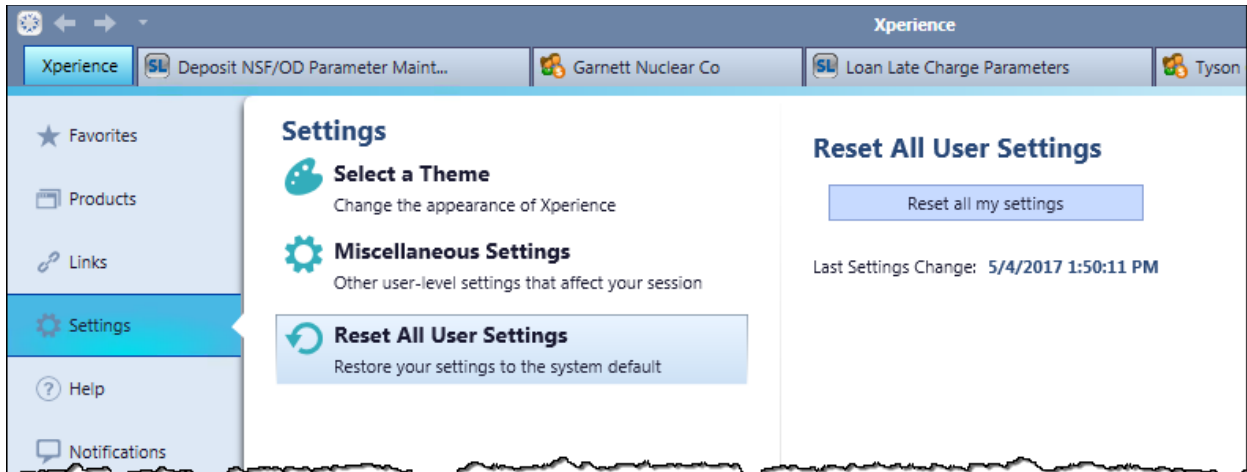 Xperience
Xperience
SL Deposit NSF/OD Parameter Maint...
Garnett Nuclear Co
SL Loan Late Charge Parameters
Tyson
Favorites
Products
Links
Settings
? Help
Notifications
Settings
Select a Theme
Change the appearance of Xperience
Miscellaneous Settings
Other user-level settings that affect your session
Reset All User Settings
Restore your settings to the system default
Reset All User Settings
Reset all my settings
Last Settings Change: 5/4/2017 1:50:11 PM